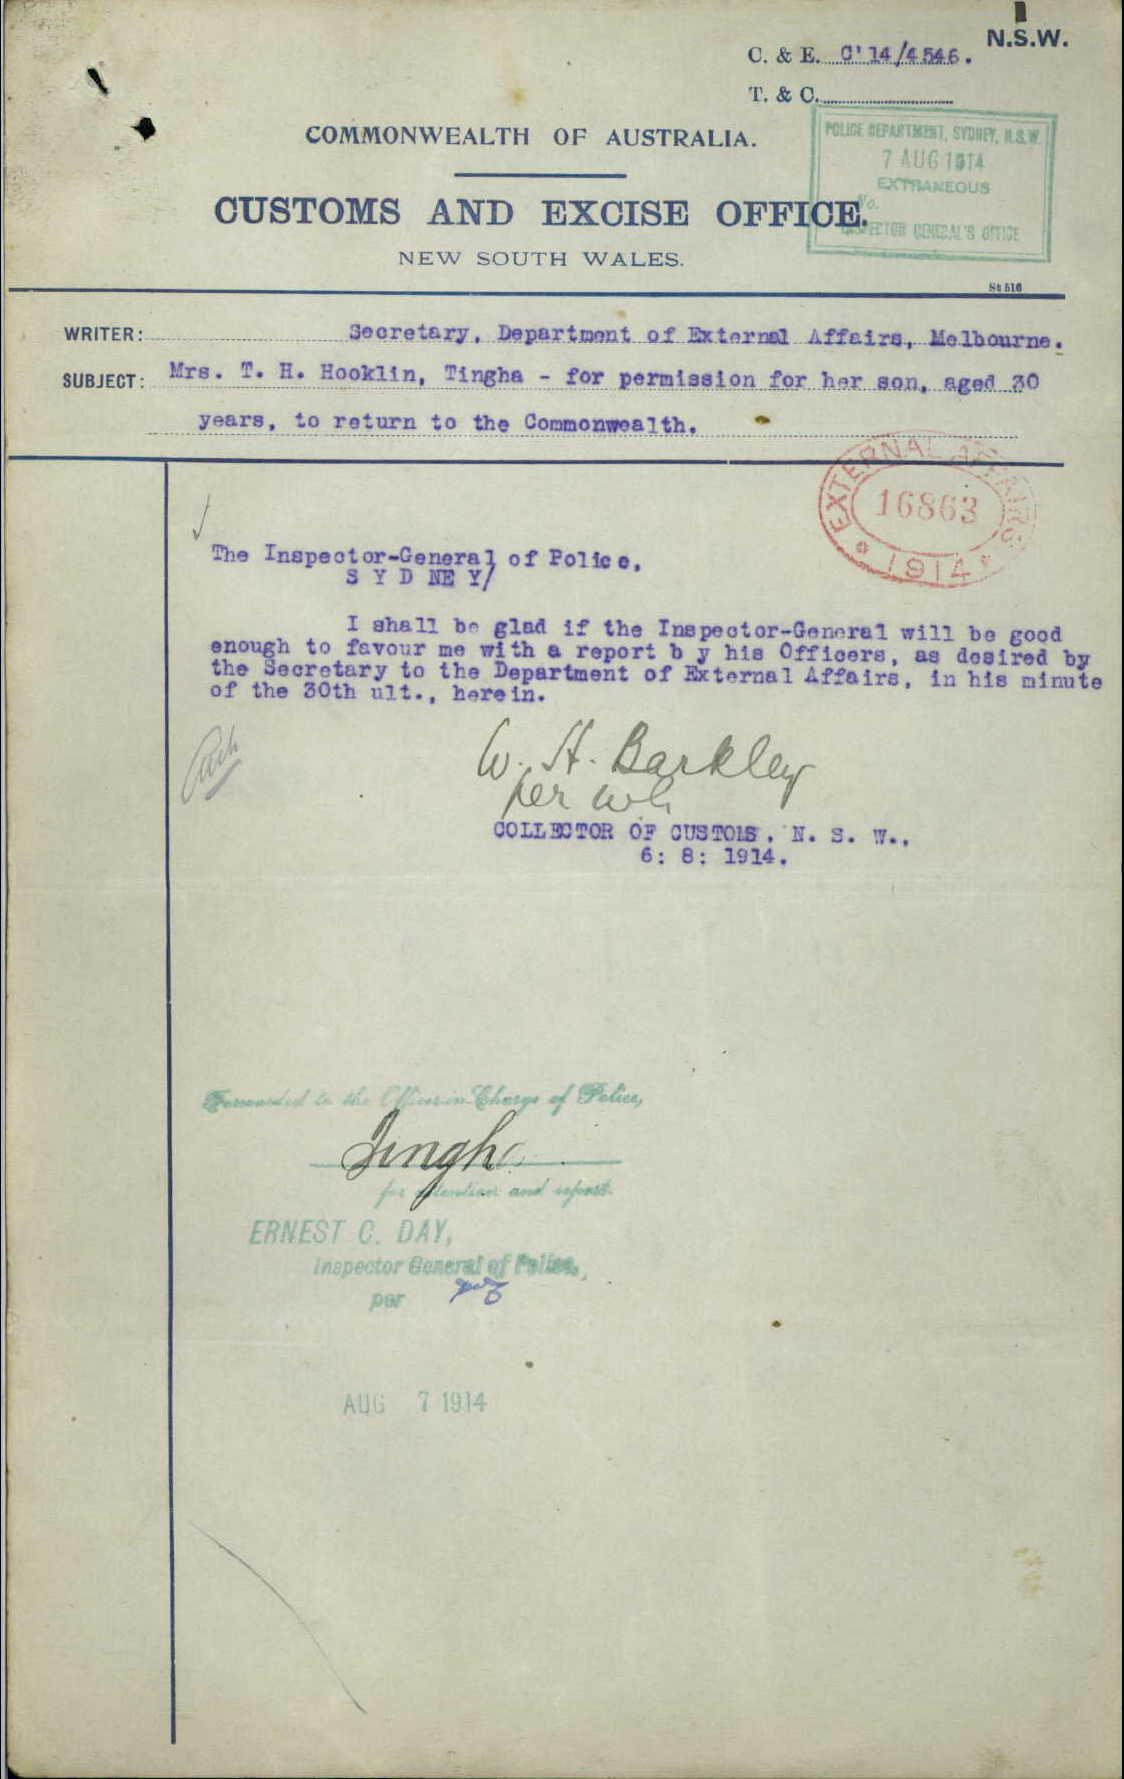 N.S.W.
C. & E. C' 14/4546.
T. & C.
COMMONWEALTH OF AUSTRALIA.
POLICE DEPARTMENT, SYDNEY, N.S.W.
7 AUG 1914
EXTRANEOUS
No.
INSPECTOR GENERAL'S OFFICE
CUSTOMS AND EXCISE OFFICE.
NEW SOUTH WALES.
St 516
WRITER: Secretary, Department of External Affairs, Melbourne.
SUBJECT: Mrs. T. H. Hooklin, Tingha - for permission for her son, aged 30
years, to return to the Commonwealth.
EXTERNAL AFFAIRS
16863
1914
The Inspector-General of Police,
S Y D NE Y/
I shall be glad if the Inspector-General will be good
enough to favour me with a report b y his Officers, as desired by
the Secretary to the Department of External Affairs, in his minute
of the 30th ult., herein.
W. H. Barkley
per
COLLECTOR OF CUSTOMS, N. S. W.,
6: 8: 1914.
Forwarded to the Officer-in-Charge of Police,
Tingha
for attention and report.
ERNEST C. DAY,
Inspector General of Police,
per
AUG 7 1914